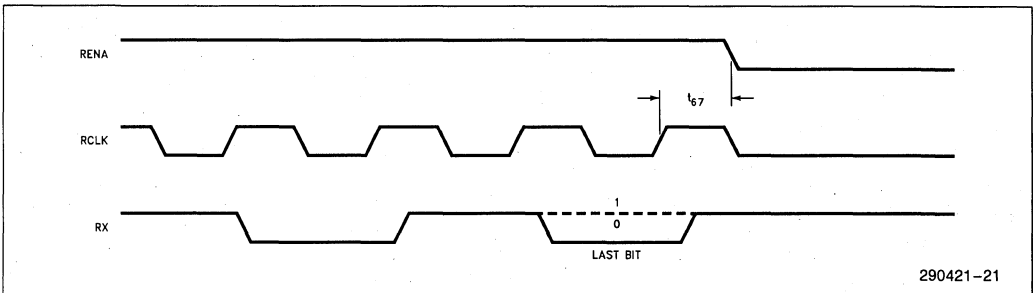 RENA
t67
RCLK
1
RX
0
LAST BIT
290421-21